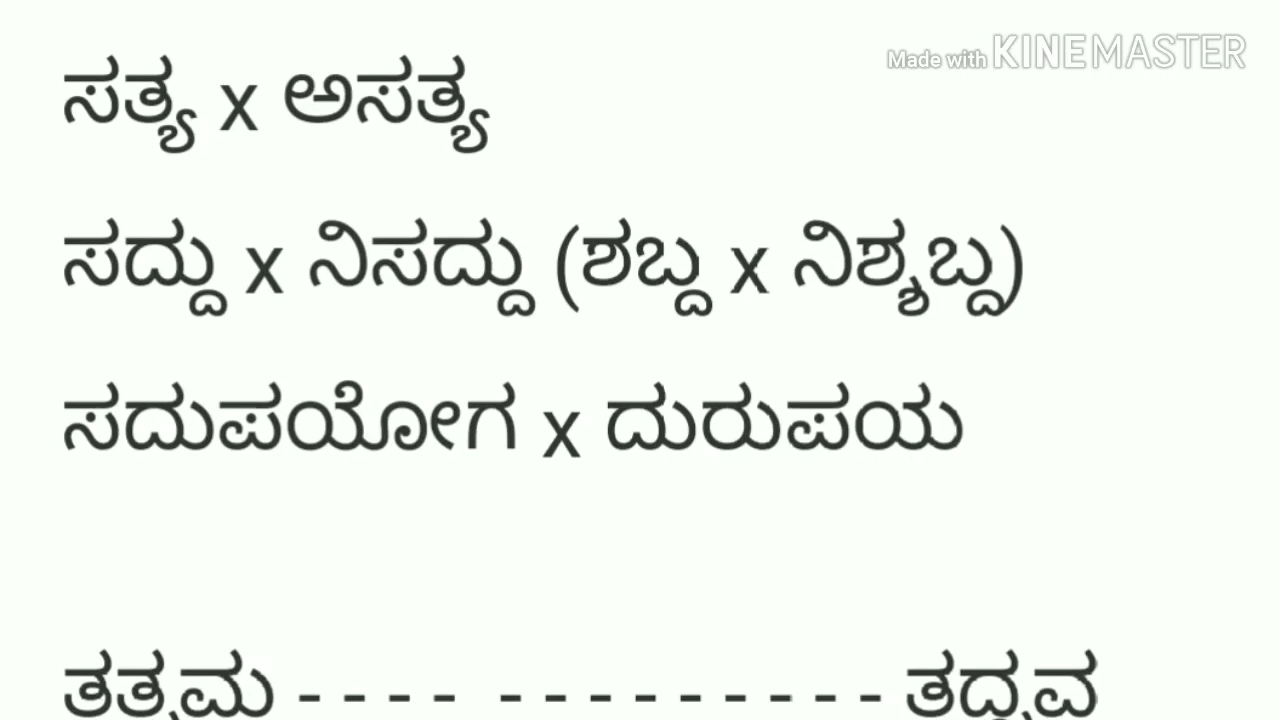 Made with KINEMASTER
ಸತ್ಯ x ಅಸತ್ಯ
ಸದ್ದು x ನಿಸದ್ದು (ಶಬ್ದ x ನಿಶ್ಶಬ್ದ)
ಸದುಪಯೋಗ x ದುರುಪಯ
ತತ್ಸಮ - - - -  - - - - - - - - - ತದ್ಭವ